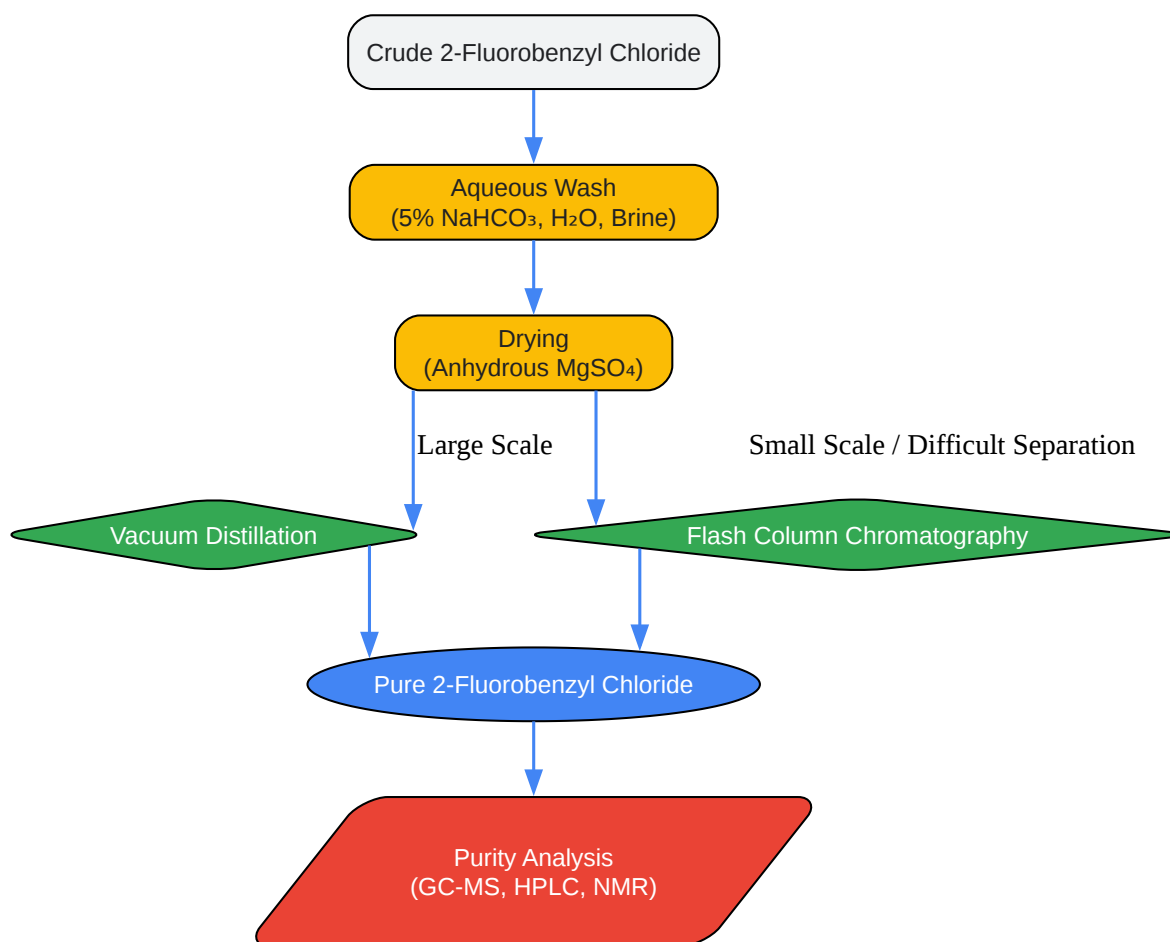 Crude 2-Fluorobenzyl Chloride
Aqueous Wash
(5% NaHCO₃, H₂O, Brine)
Drying
(Anhydrous MgSO₄)
Large Scale
Small Scale / Difficult Separation
Vacuum Distillation
Flash Column Chromatography
Pure 2-Fluorobenzyl Chloride
Purity Analysis
(GC-MS, HPLC, NMR)